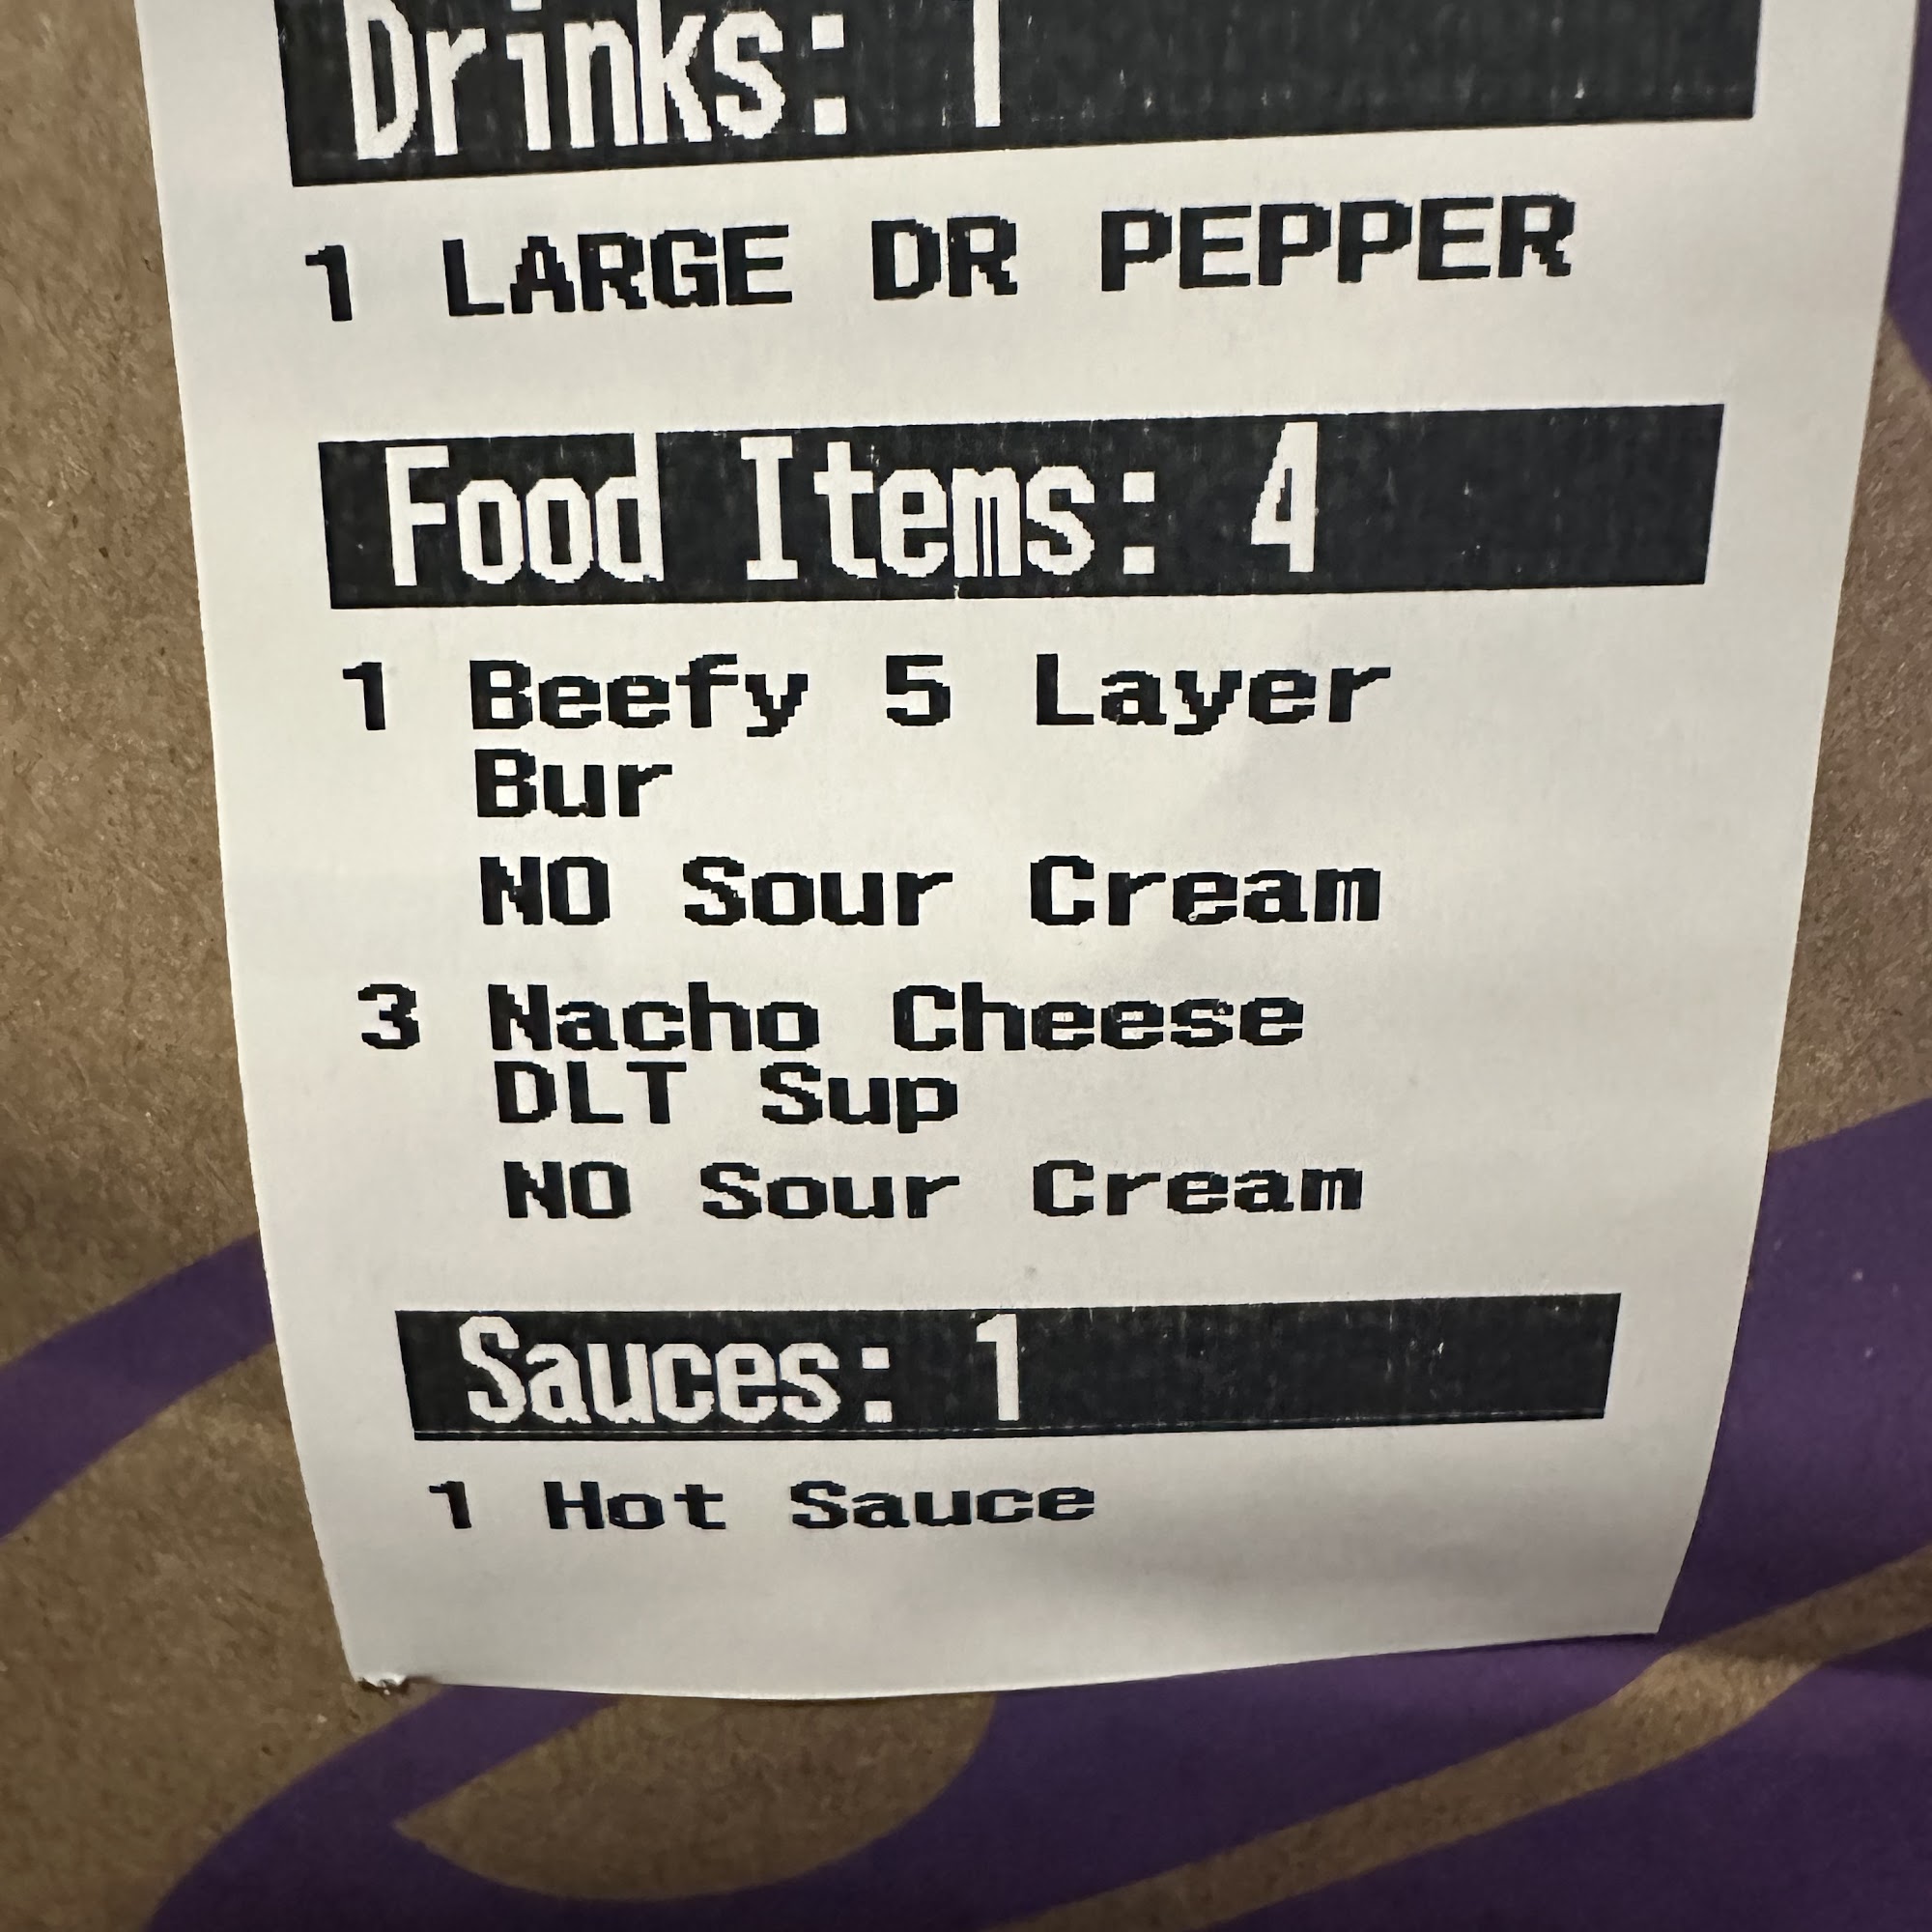 Drinks: 1
1 LARGE DR PEPPER
Food Items: 4
1 Beefy 5 Layer
Bur
NO Sour Cream
3 Nacho Cheese
DLT Sup
NO Sour Cream
Sauces: 1
1 Hot Sauce